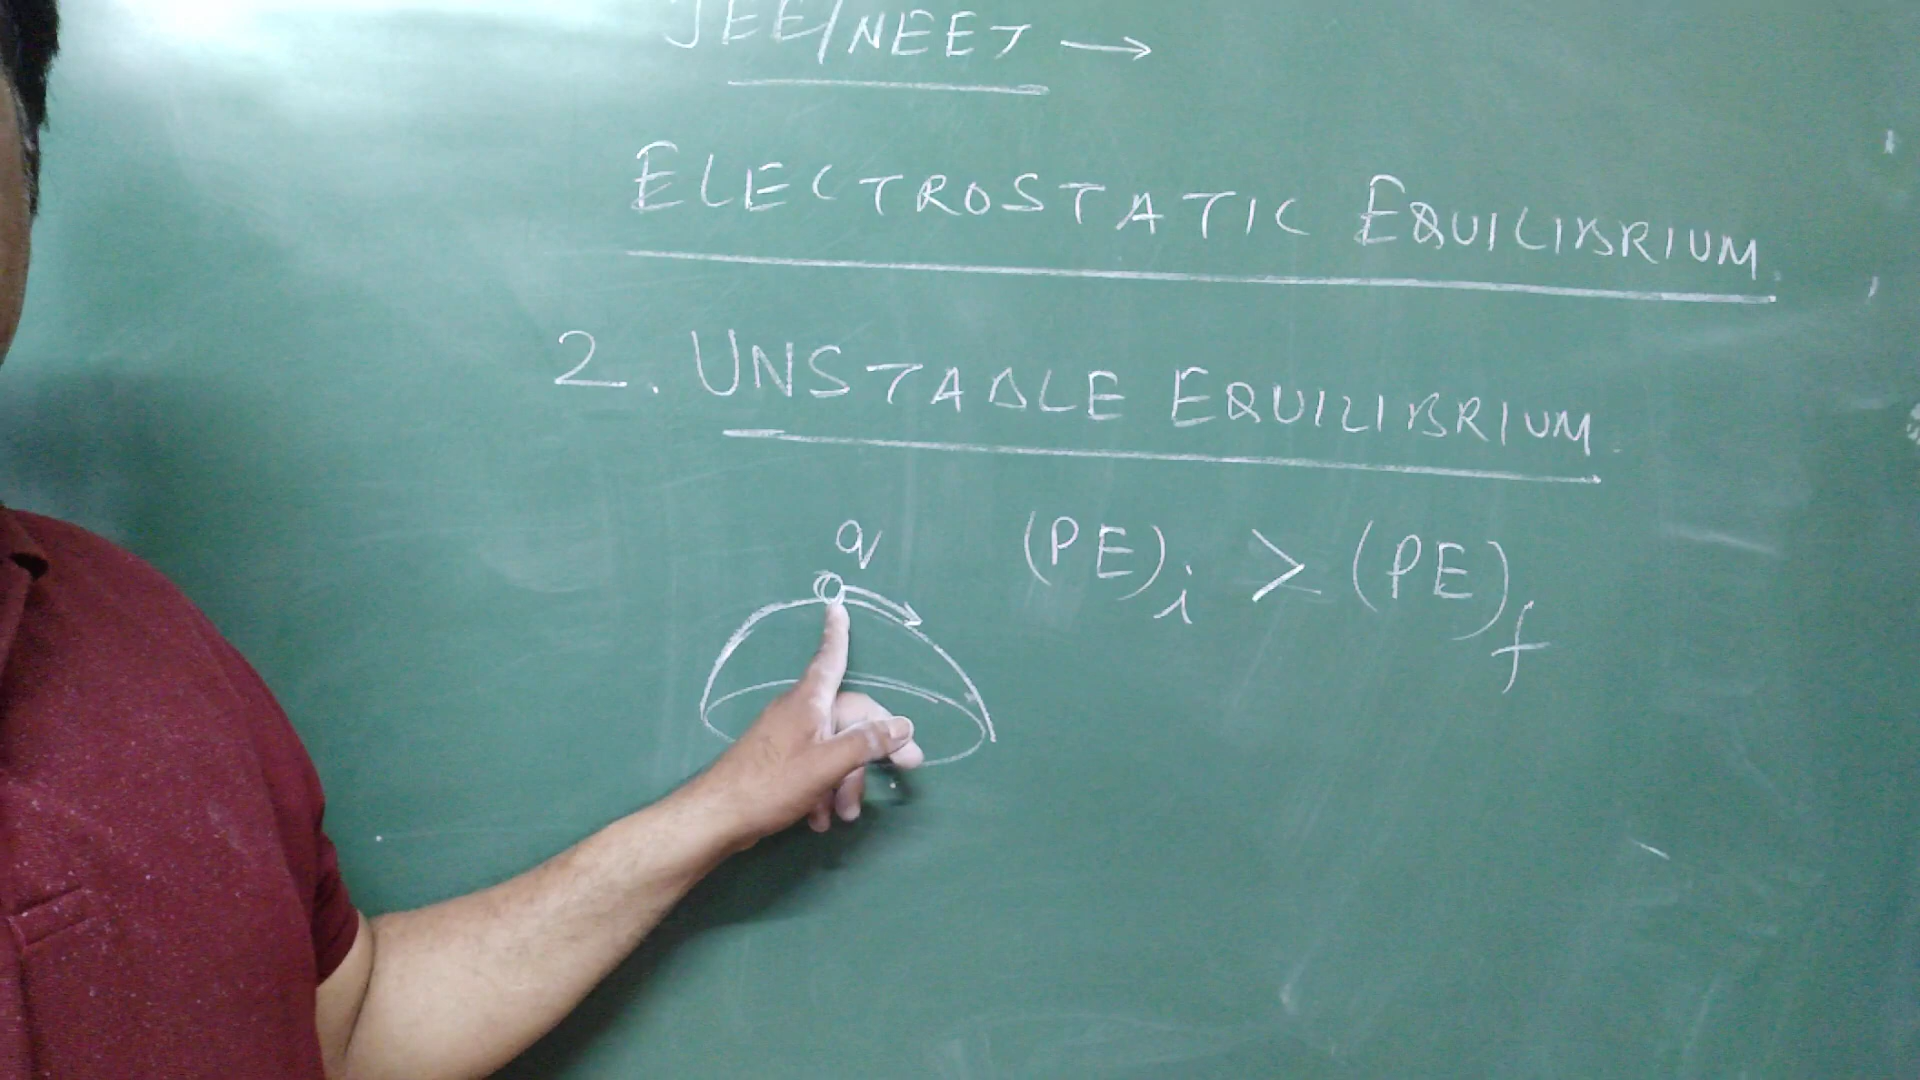 JEE/NEET →
ELECTROSTATIC EQUILIBRIUM.
2. UNSTABLE EQUILIBRIUM.
q (PE)i > (PE)f